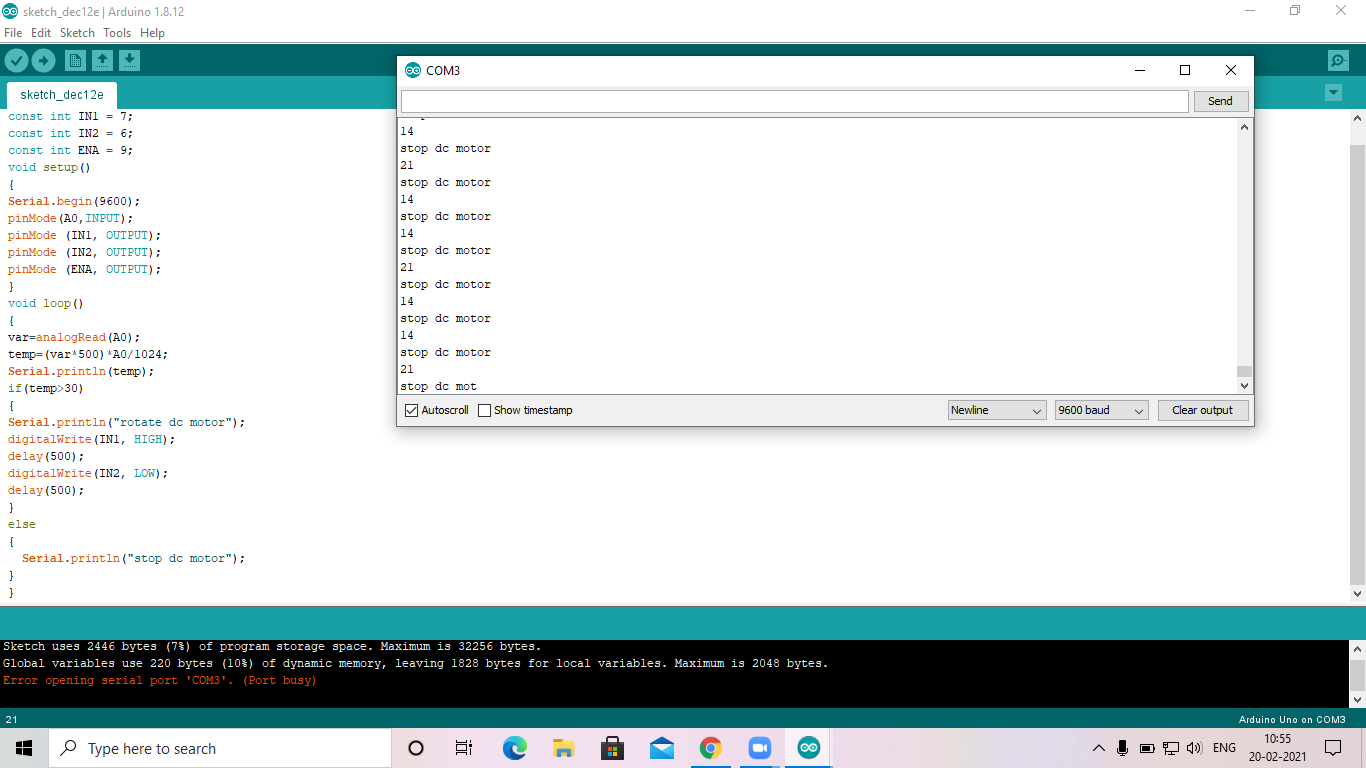 sketch_dec12e | Arduino 1.8.12
File Edit Sketch Tools Help
sketch_dec12e
const int IN1 = 7;
const int IN2 = 6;
const int ENA = 9;
void setup()
{
Serial.begin(9600);
pinMode(A0,INPUT);
pinMode (IN1, OUTPUT);
pinMode (IN2, OUTPUT);
pinMode (ENA, OUTPUT);
}
void loop()
{
var=analogRead(A0);
temp=(var*500)*A0/1024;
Serial.println(temp);
if(temp>30)
{
Serial.println("rotate dc motor");
digitalWrite(IN1, HIGH);
delay(500);
digitalWrite(IN2, LOW);
delay(500);
}
else
{
Serial.println("stop dc motor");
}
}
COM3
Send
14
stop dc motor
21
stop dc motor
14
stop dc motor
14
stop dc motor
21
stop dc motor
14
stop dc motor
14
stop dc motor
21
stop dc mot
Autoscroll Show timestamp Newline 9600 baud Clear output
Sketch uses 2446 bytes (7%) of program storage space. Maximum is 32256 bytes.
Global variables use 220 bytes (10%) of dynamic memory, leaving 1828 bytes for local variables. Maximum is 2048 bytes.
Error opening serial port 'COM3'. (Port busy)
21 Arduino Uno on COM3
Type here to search
ENG
10:55
20-02-2021